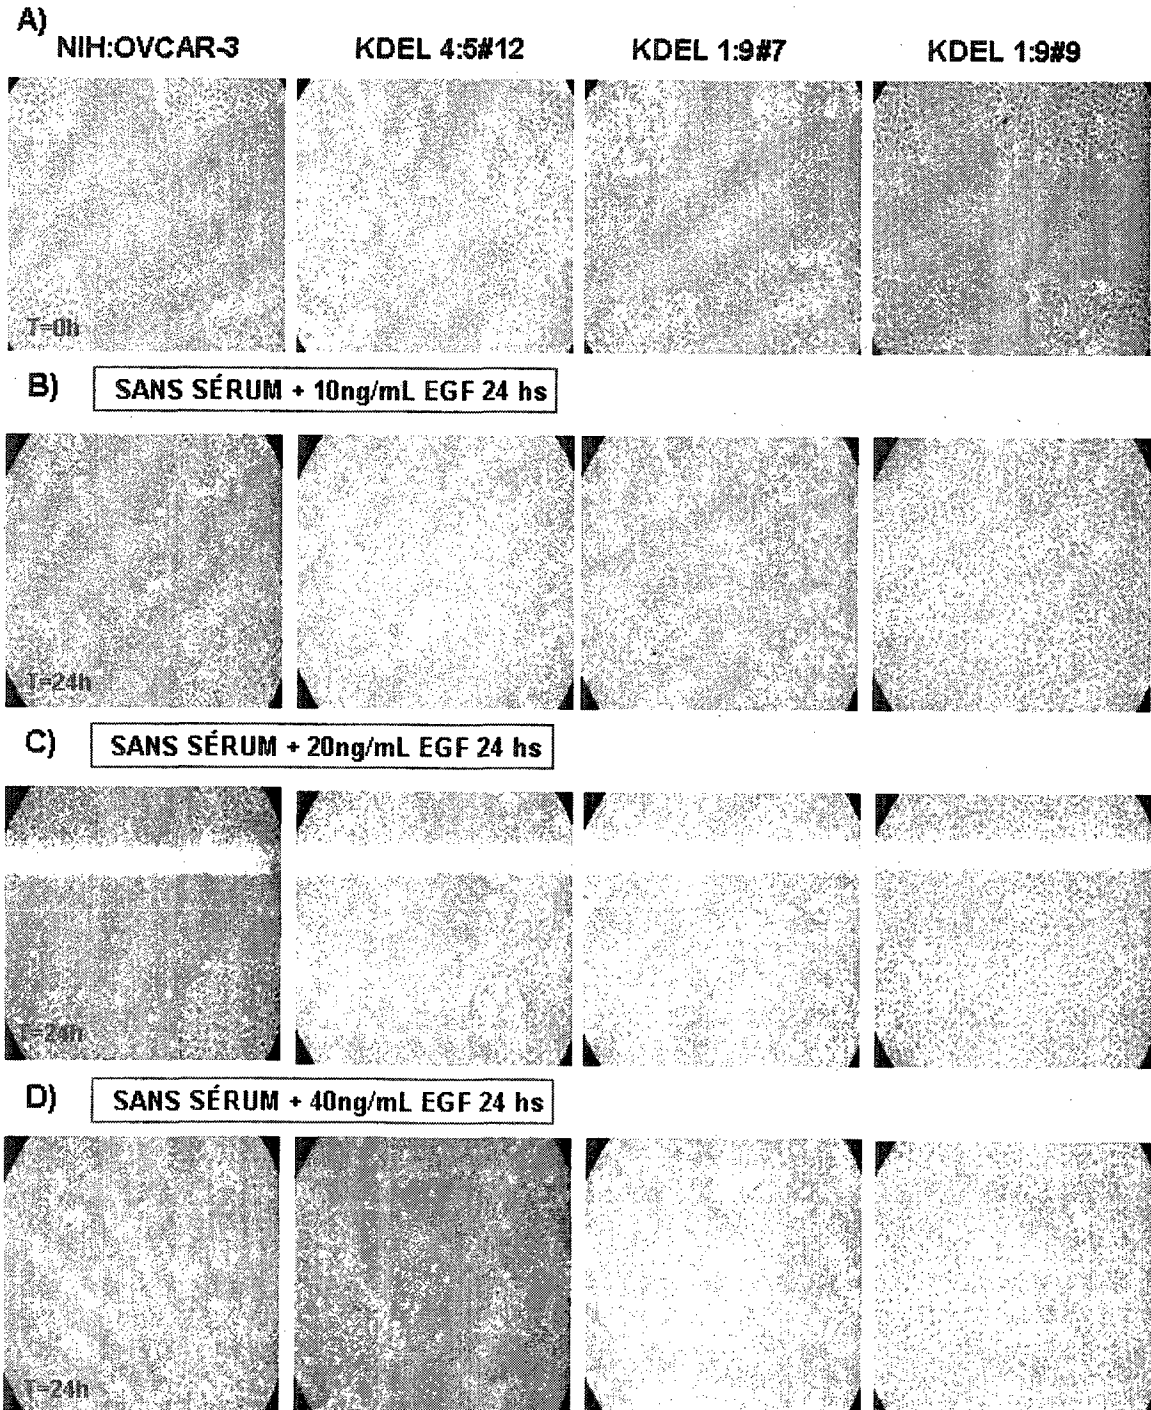 A)
NIH:OVCAR-3 KDEL 4:5#12 KDEL 1:9#7 KDEL 1:9#9
T=0h
B) SANS SÉRUM + 10ng/mL EGF 24 hs
T=24h
C) SANS SÉRUM + 20ng/mL EGF 24 hs
T=24h
D) SANS SÉRUM + 40ng/mL EGF 24 hs
T=24h